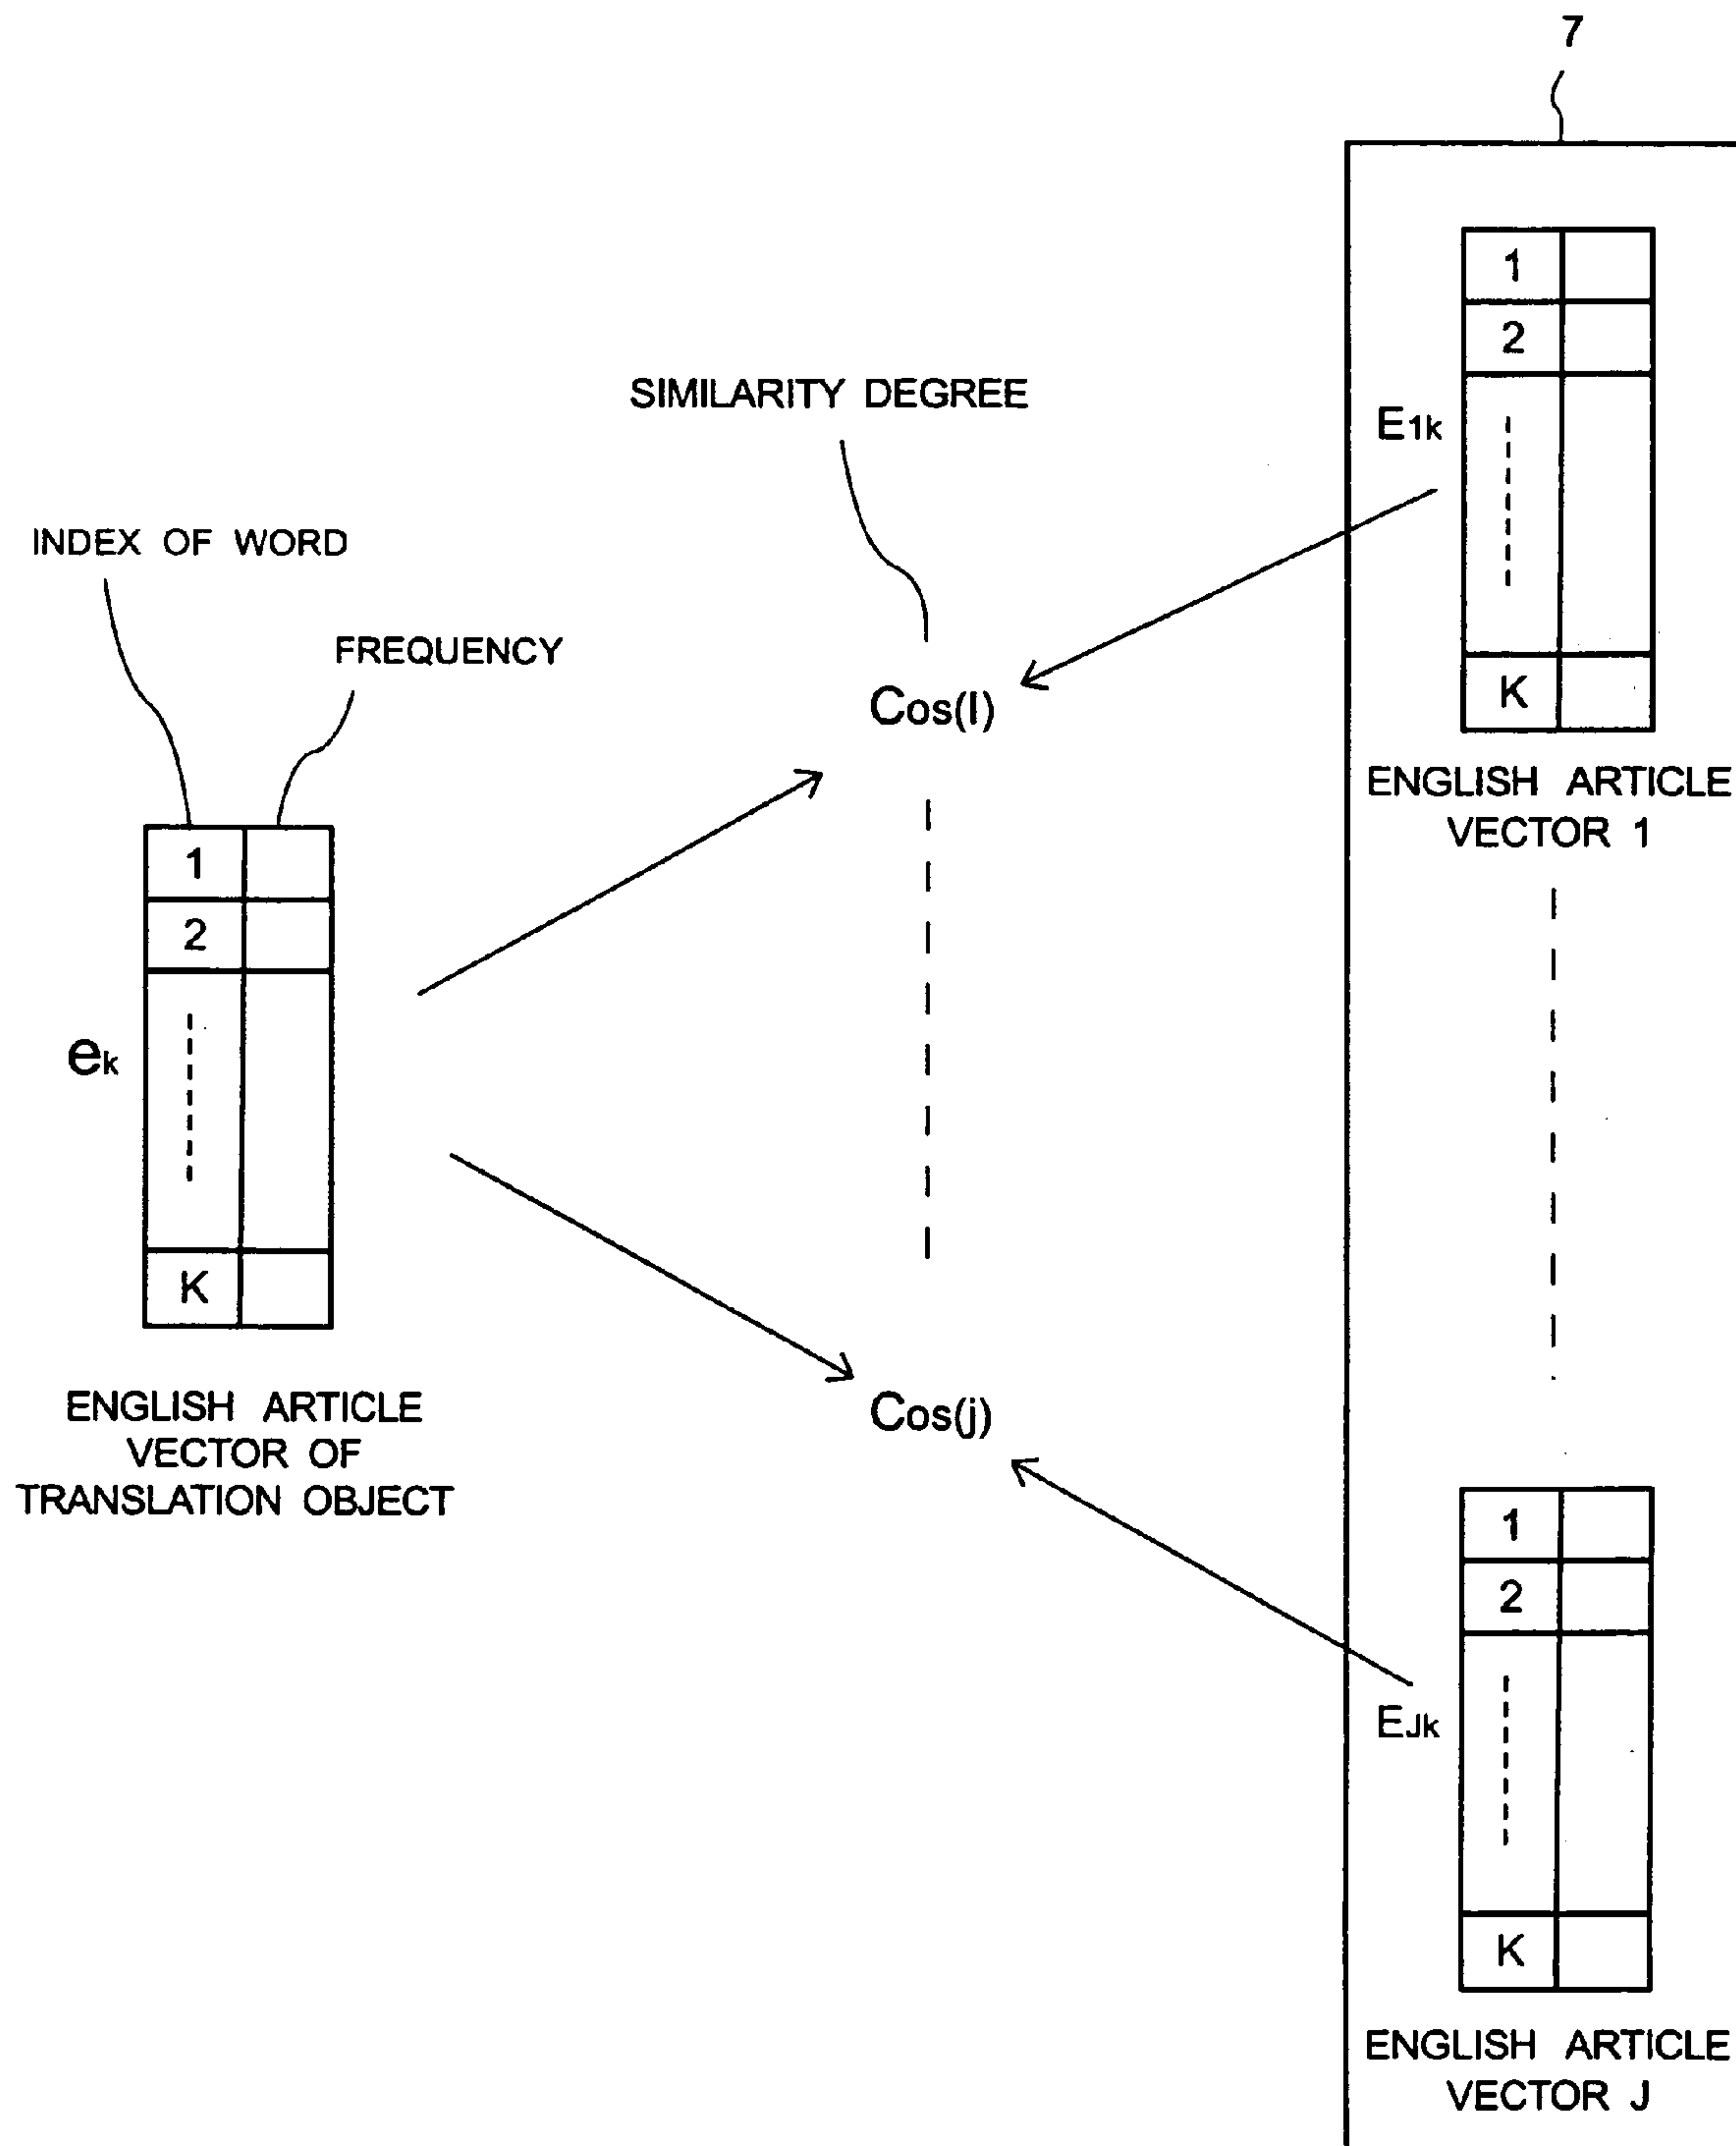 7
1
2
E1k
K
ENGLISH ARTICLE
VECTOR 1
SIMILARITY DEGREE
Cos(l)
INDEX OF WORD
FREQUENCY
1
2
ek
K
ENGLISH ARTICLE
VECTOR OF
TRANSLATION OBJECT
Cos(j)
1
2
EJk
K
ENGLISH ARTICLE
VECTOR J